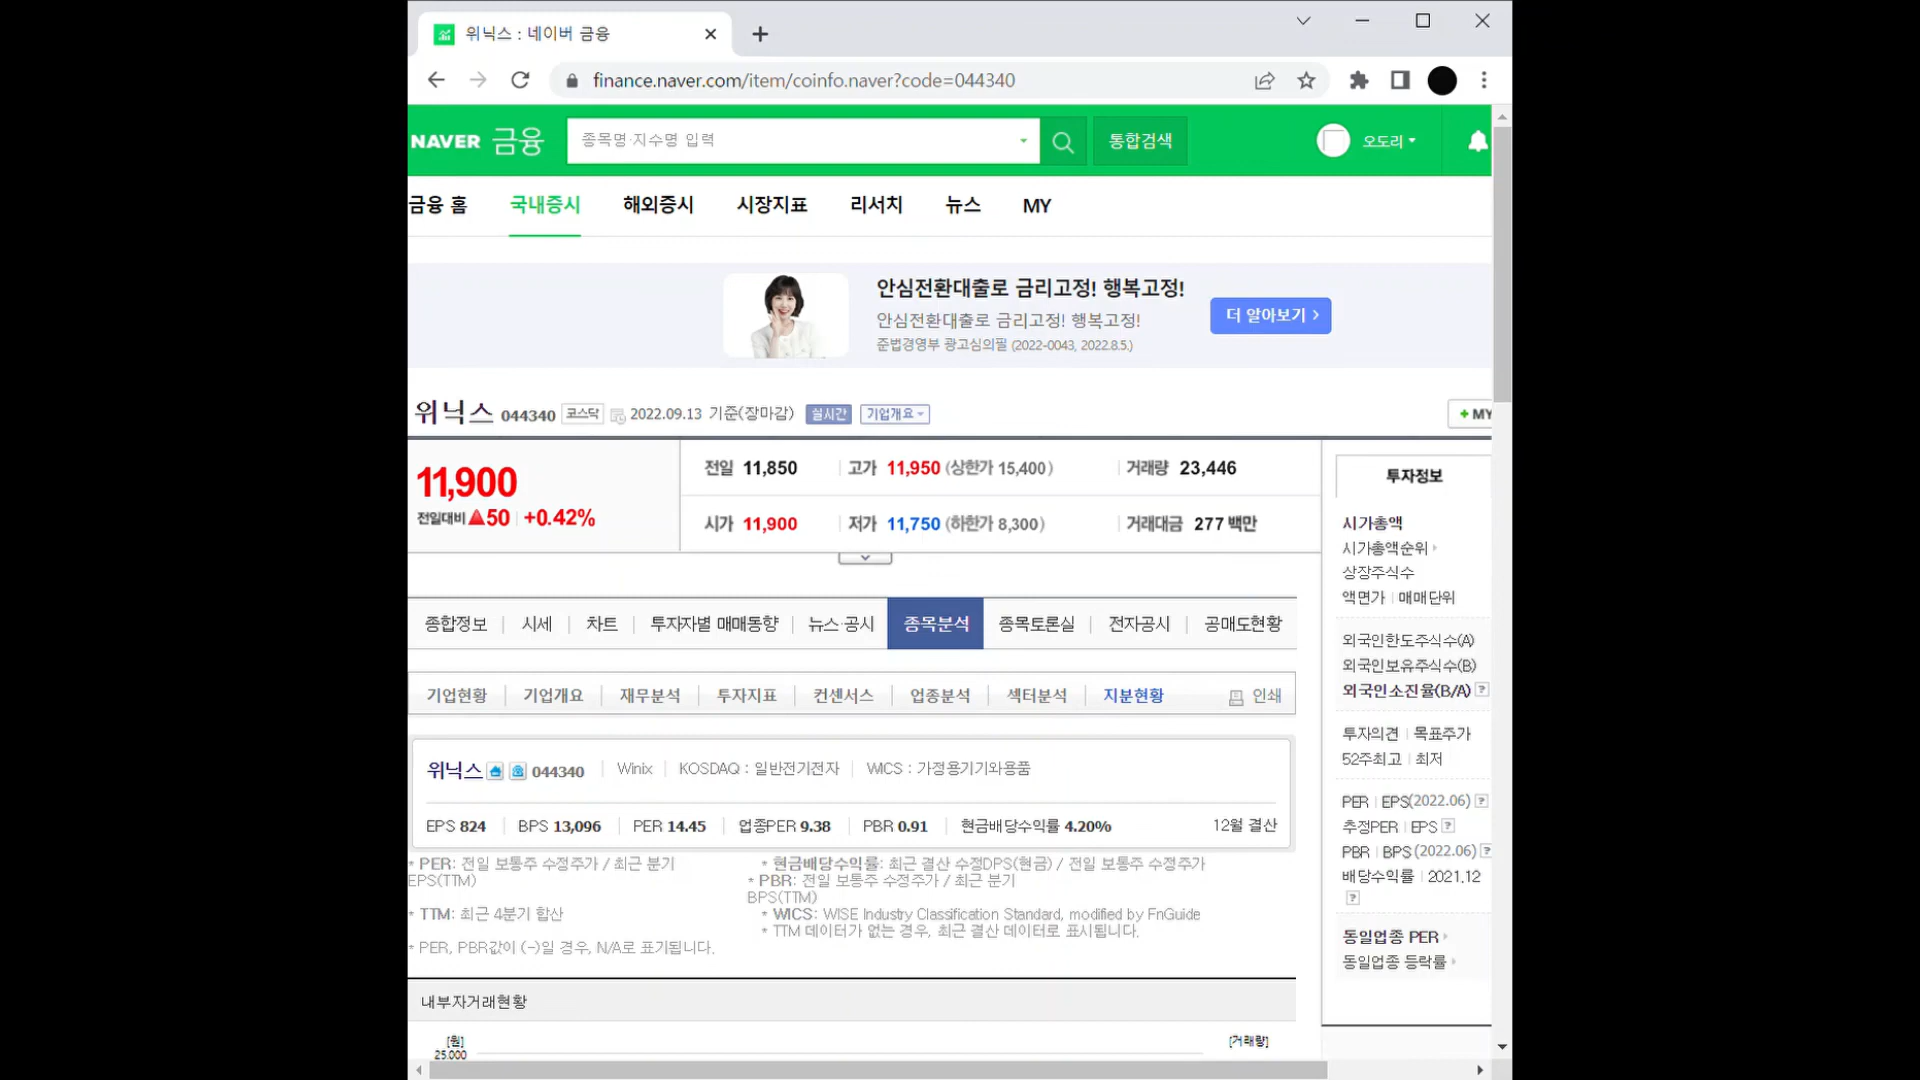 위닉스 : 네이버 금융
finance.naver.com/item/coinfo.naver?code=044340
NAVER 금융
종목명·지수명 입력
통합검색
오도리
금융 홈 국내증시 해외증시 시장지표 리서치 뉴스 MY
안심전환대출로 금리고정! 행복고정!
안심전환대출로 금리고정! 행복고정!
준법경영부 광고심의필 (2022-0043, 2022.8.5.)
더 알아보기
위닉스 044340 코스닥 2022.09.13 기준(장마감) 실시간 기업개요
+ MY
11,900
전일대비 ▲50 +0.42%
전일 11,850 고가 11,950 (상한가 15,400) 거래량 23,446
시가 11,900 저가 11,750 (하한가 8,300) 거래대금 277 백만
종합정보 시세 차트 투자자별 매매동향 뉴스·공시 종목분석 종목토론실 전자공시 공매도현황
기업현황 기업개요 재무분석 투자지표 컨센서스 업종분석 섹터분석 지분현황 인쇄
위닉스 044340 Winix KOSDAQ : 일반전기전자 WICS : 가정용기기와용품
EPS 824 BPS 13,096 PER 14.45 업종PER 9.38 PBR 0.91 현금배당수익률 4.20% 12월 결산
* PER: 전일 보통주 수정주가 / 최근 분기
EPS(TTM)
* 현금배당수익률: 최근 결산 수정DPS(현금) / 전일 보통주 수정주가
* PBR: 전일 보통주 수정주가 / 최근 분기
BPS(TTM)
* TTM: 최근 4분기 합산
* WICS: WISE Industry Classification Standard, modified by FnGuide
* TTM 데이터가 없는 경우, 최근 결산 데이터로 표시됩니다.
* PER, PBR값이 (-)일 경우, N/A로 표기됩니다.
내부자거래현황
[원] [거래량]
25,000
투자정보
시가총액
시가총액순위
상장주식수
액면가 매매단위
외국인한도주식수(A)
외국인보유주식수(B)
외국인소진율(B/A) ?
투자의견 목표주가
52주최고 최저
PER EPS(2022.06) ?
추정PER EPS ?
PBR BPS (2022.06) ?
배당수익률 2021.12
?
동일업종 PER
동일업종 등락률